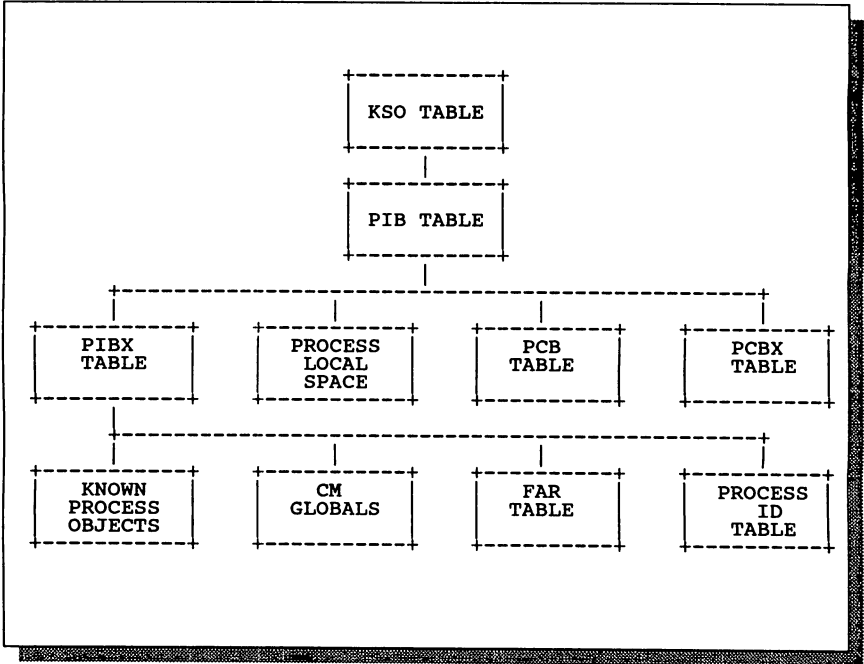 KSO TABLE
PIB TABLE
PIBX
TABLE
PROCESS
LOCAL
SPACE
PCB
TABLE
PCBX
TABLE
KNOWN
PROCESS
OBJECTS
CM
GLOBALS
FAR
TABLE
PROCESS
ID
TABLE